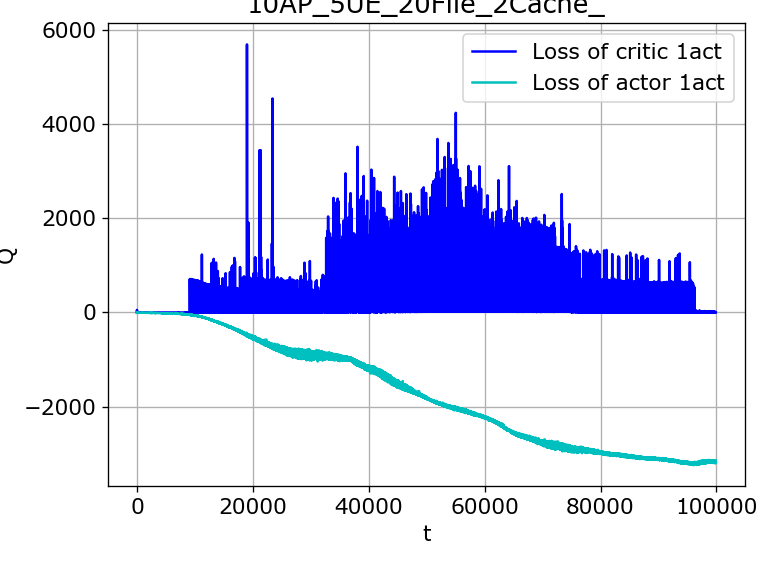 10AP_5UE_20File_2Cache_
6000
4000
2000
0
−2000
Q
Loss of critic 1act
Loss of actor 1act
0 20000 40000 60000 80000 100000
t